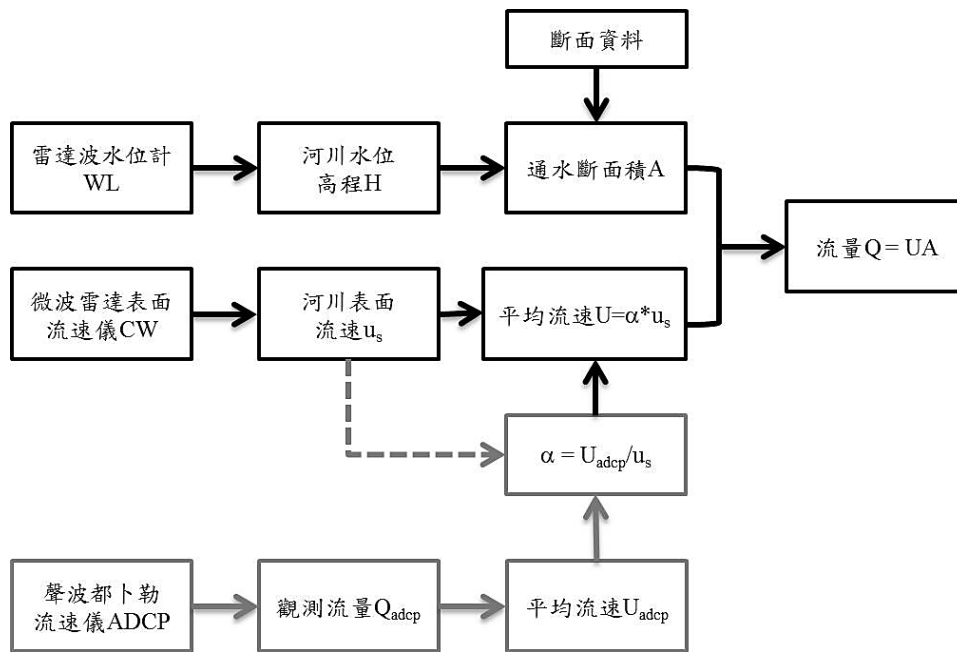 斷面資料
雷達波水位計
WL
河川水位
高程H
通水斷面積A
流量Q = UA
微波雷達表面
流速儀CW
河川表面
流速us
平均流速U=α*us
α = Uadcp/us
聲波都卜勒
流速儀ADCP
觀測流量Qadcp
平均流速Uadcp